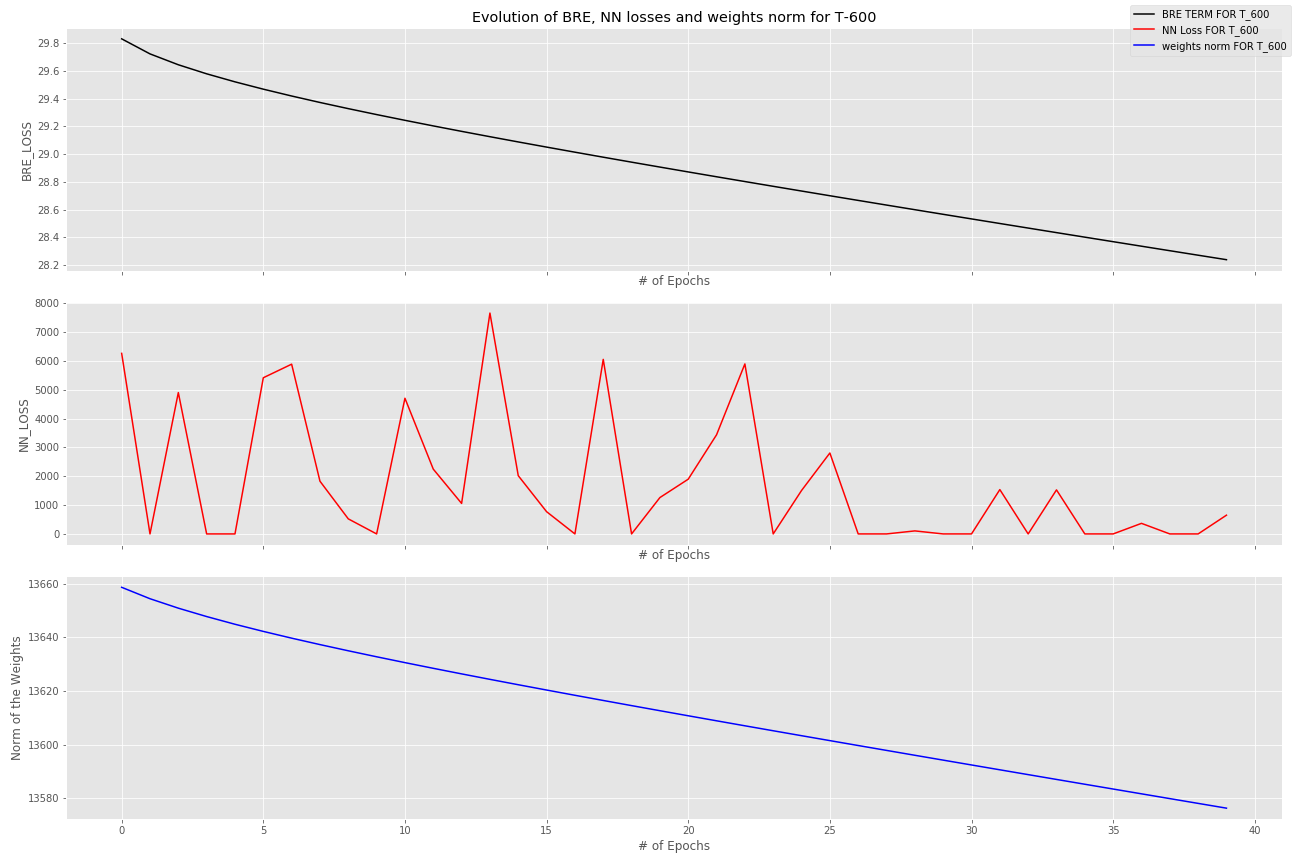 Evolution of BRE, NN losses and weights norm for T-600
BRE TERM FOR T_600
NN Loss FOR T_600
weights norm FOR T_600
BRE_LOSS
29.8
29.6
29.4
29.2
29.0
28.8
28.6
28.4
28.2
# of Epochs
NN_LOSS
8000
7000
6000
5000
4000
3000
2000
1000
0
# of Epochs
Norm of the Weights
13660
13640
13620
13600
13580
0 5 10 15 20 25 30 35 40
# of Epochs